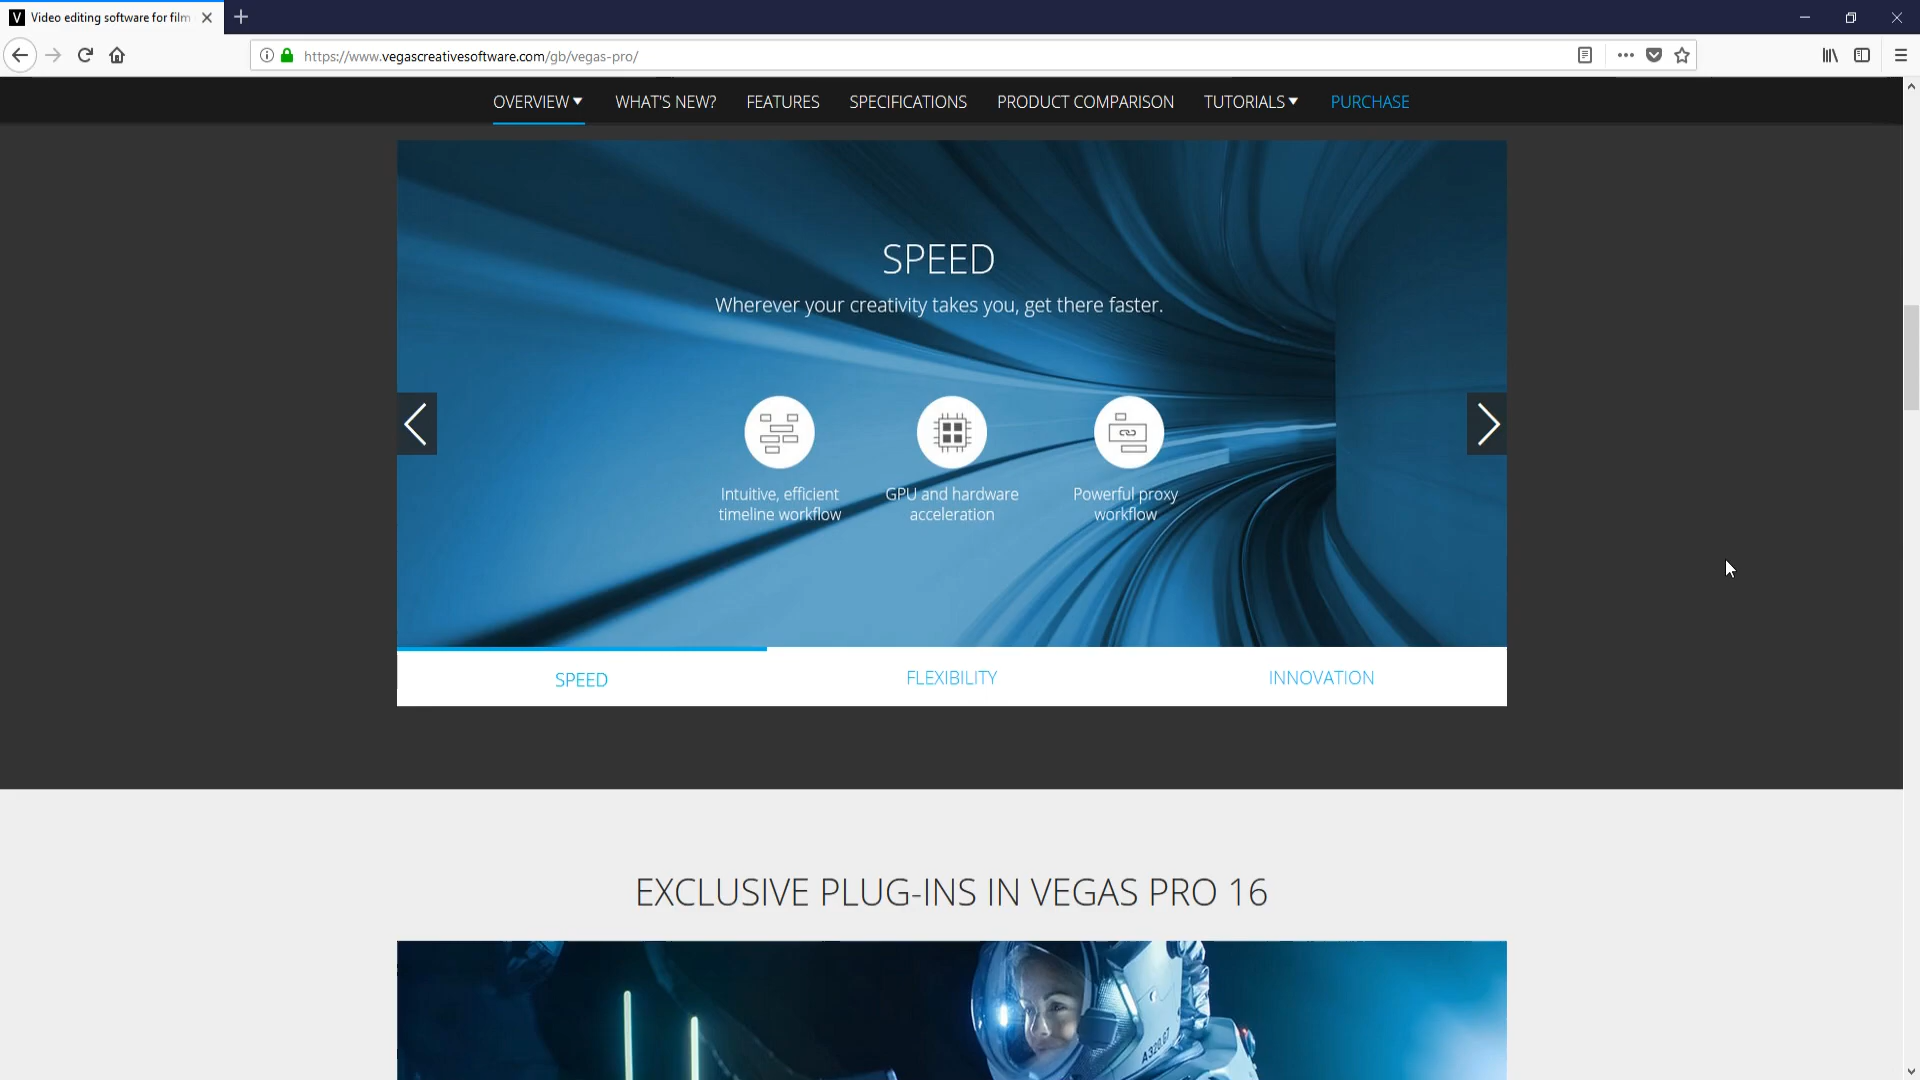 V Video editing software for film
https://www.vegascreativesoftware.com/gb/vegas-pro/
OVERVIEW WHAT'S NEW? FEATURES SPECIFICATIONS PRODUCT COMPARISON TUTORIALS PURCHASE
SPEED
Wherever your creativity takes you, get there faster.
Intuitive, efficient
timeline workflow
GPU and hardware
acceleration
Powerful proxy
workflow
SPEED FLEXIBILITY INNOVATION
EXCLUSIVE PLUG-INS IN VEGAS PRO 16
A320.67